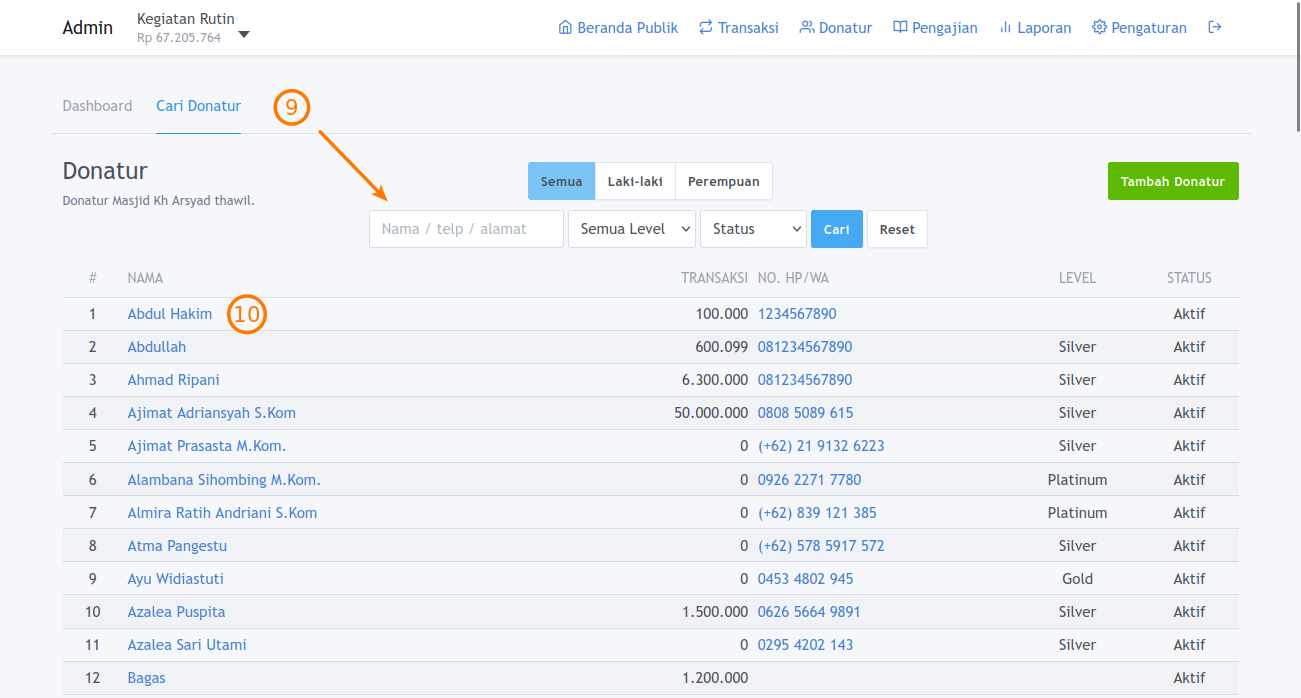 Admin Kegiatan Rutin Beranda Publik Transaksi Donatur Pengajian Laporan Pengaturan
Rp 67.205.764
Dashboard Cari Donatur 9
Donatur Semua Laki-laki Perempuan Tambah Donatur
Donatur Masjid Kh Arsyad thawil.
Nama / telp / alamat Semua Level Status Cari Reset
# NAMA TRANSAKSI NO. HP/WA LEVEL STATUS
1 Abdul Hakim 10 100.000 1234567890 Aktif
2 Abdullah 600.099 081234567890 Silver Aktif
3 Ahmad Ripani 6.300.000 081234567890 Silver Aktif
4 Ajimat Adriansyah S.Kom 50.000.000 0808 5089 615 Silver Aktif
5 Ajimat Prasasta M.Kom. 0 (+62) 21 9132 6223 Silver Aktif
6 Alambana Sihombing M.Kom. 0 0926 2271 7780 Platinum Aktif
7 Almira Ratih Andriani S.Kom 0 (+62) 839 121 385 Platinum Aktif
8 Atma Pangestu 0 (+62) 578 5917 572 Silver Aktif
9 Ayu Widiastuti 0 0453 4802 945 Gold Aktif
10 Azalea Puspita 1.500.000 0626 5664 9891 Silver Aktif
11 Azalea Sari Utami 0 0295 4202 143 Silver Aktif
12 Bagas 1.200.000 Aktif